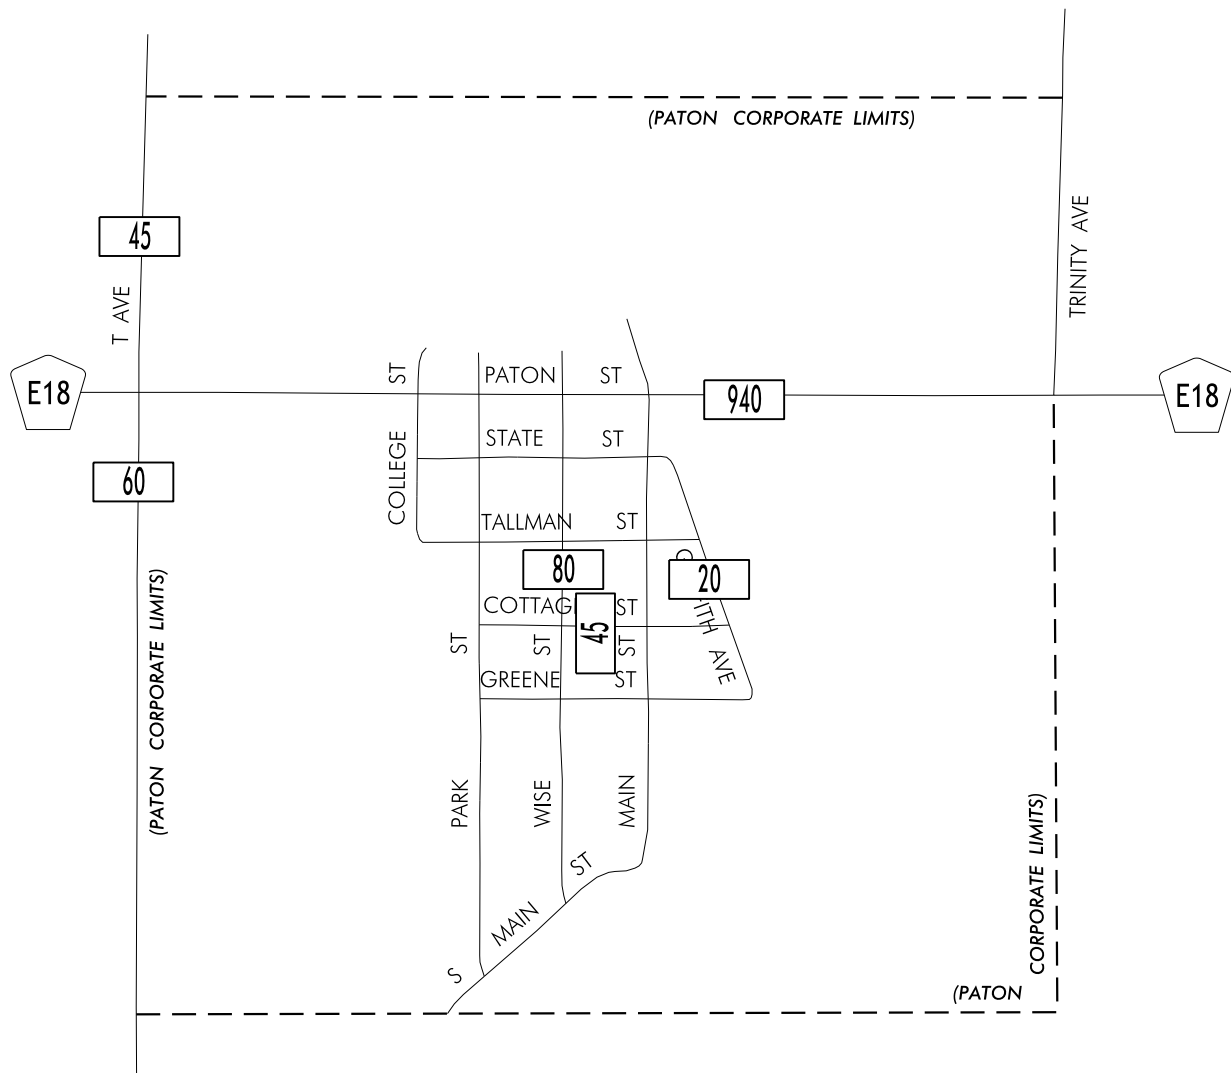 (PATON CORPORATE LIMITS)
45
TRINITY AVE
T AVE
E18
ST
PATON ST
940
E18
COLLEGE
STATE ST
60
TALLMAN ST
80
20
COTTAG ST
45
ST
ST
ST
AVE
GREENE ST
(PATON CORPORATE LIMITS)
PARK
WISE
MAIN
CORPORATE LIMITS)
ST
MAIN
S
(PATON